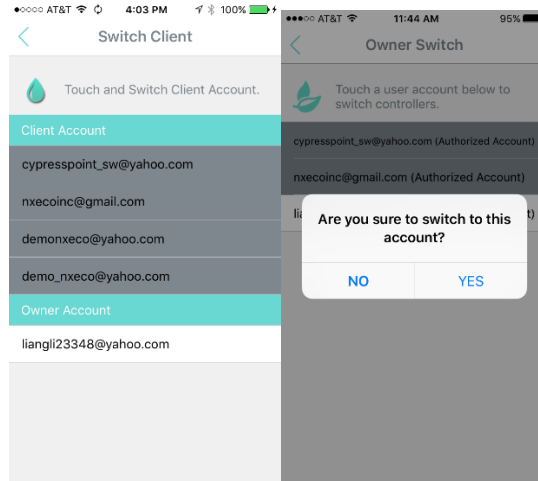 AT&T 4:03 PM 100%
Switch Client
Touch and Switch Client Account.
Client Account
cypresspoint_sw@yahoo.com
nxecoinc@gmail.com
demonxeco@yahoo.com
demo_nxeco@yahoo.com
Owner Account
liangli23348@yahoo.com
AT&T 11:44 AM 95%
Owner Switch
Touch a user account below to
switch controllers.
cypresspoint_sw@yahoo.com (Authorized Account)
nxecoinc@gmail.com (Authorized Account)
Are you sure to switch to this
account?
NO YES